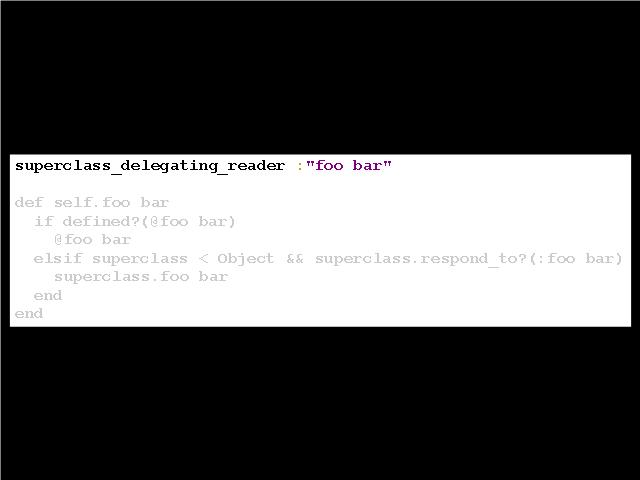 superclass_delegating_reader :"foo bar"
def self.foo bar
  if defined?(@foo bar)
    @foo bar
  elsif superclass < Object && superclass.respond_to?(:foo bar)
    superclass.foo bar
  end
end